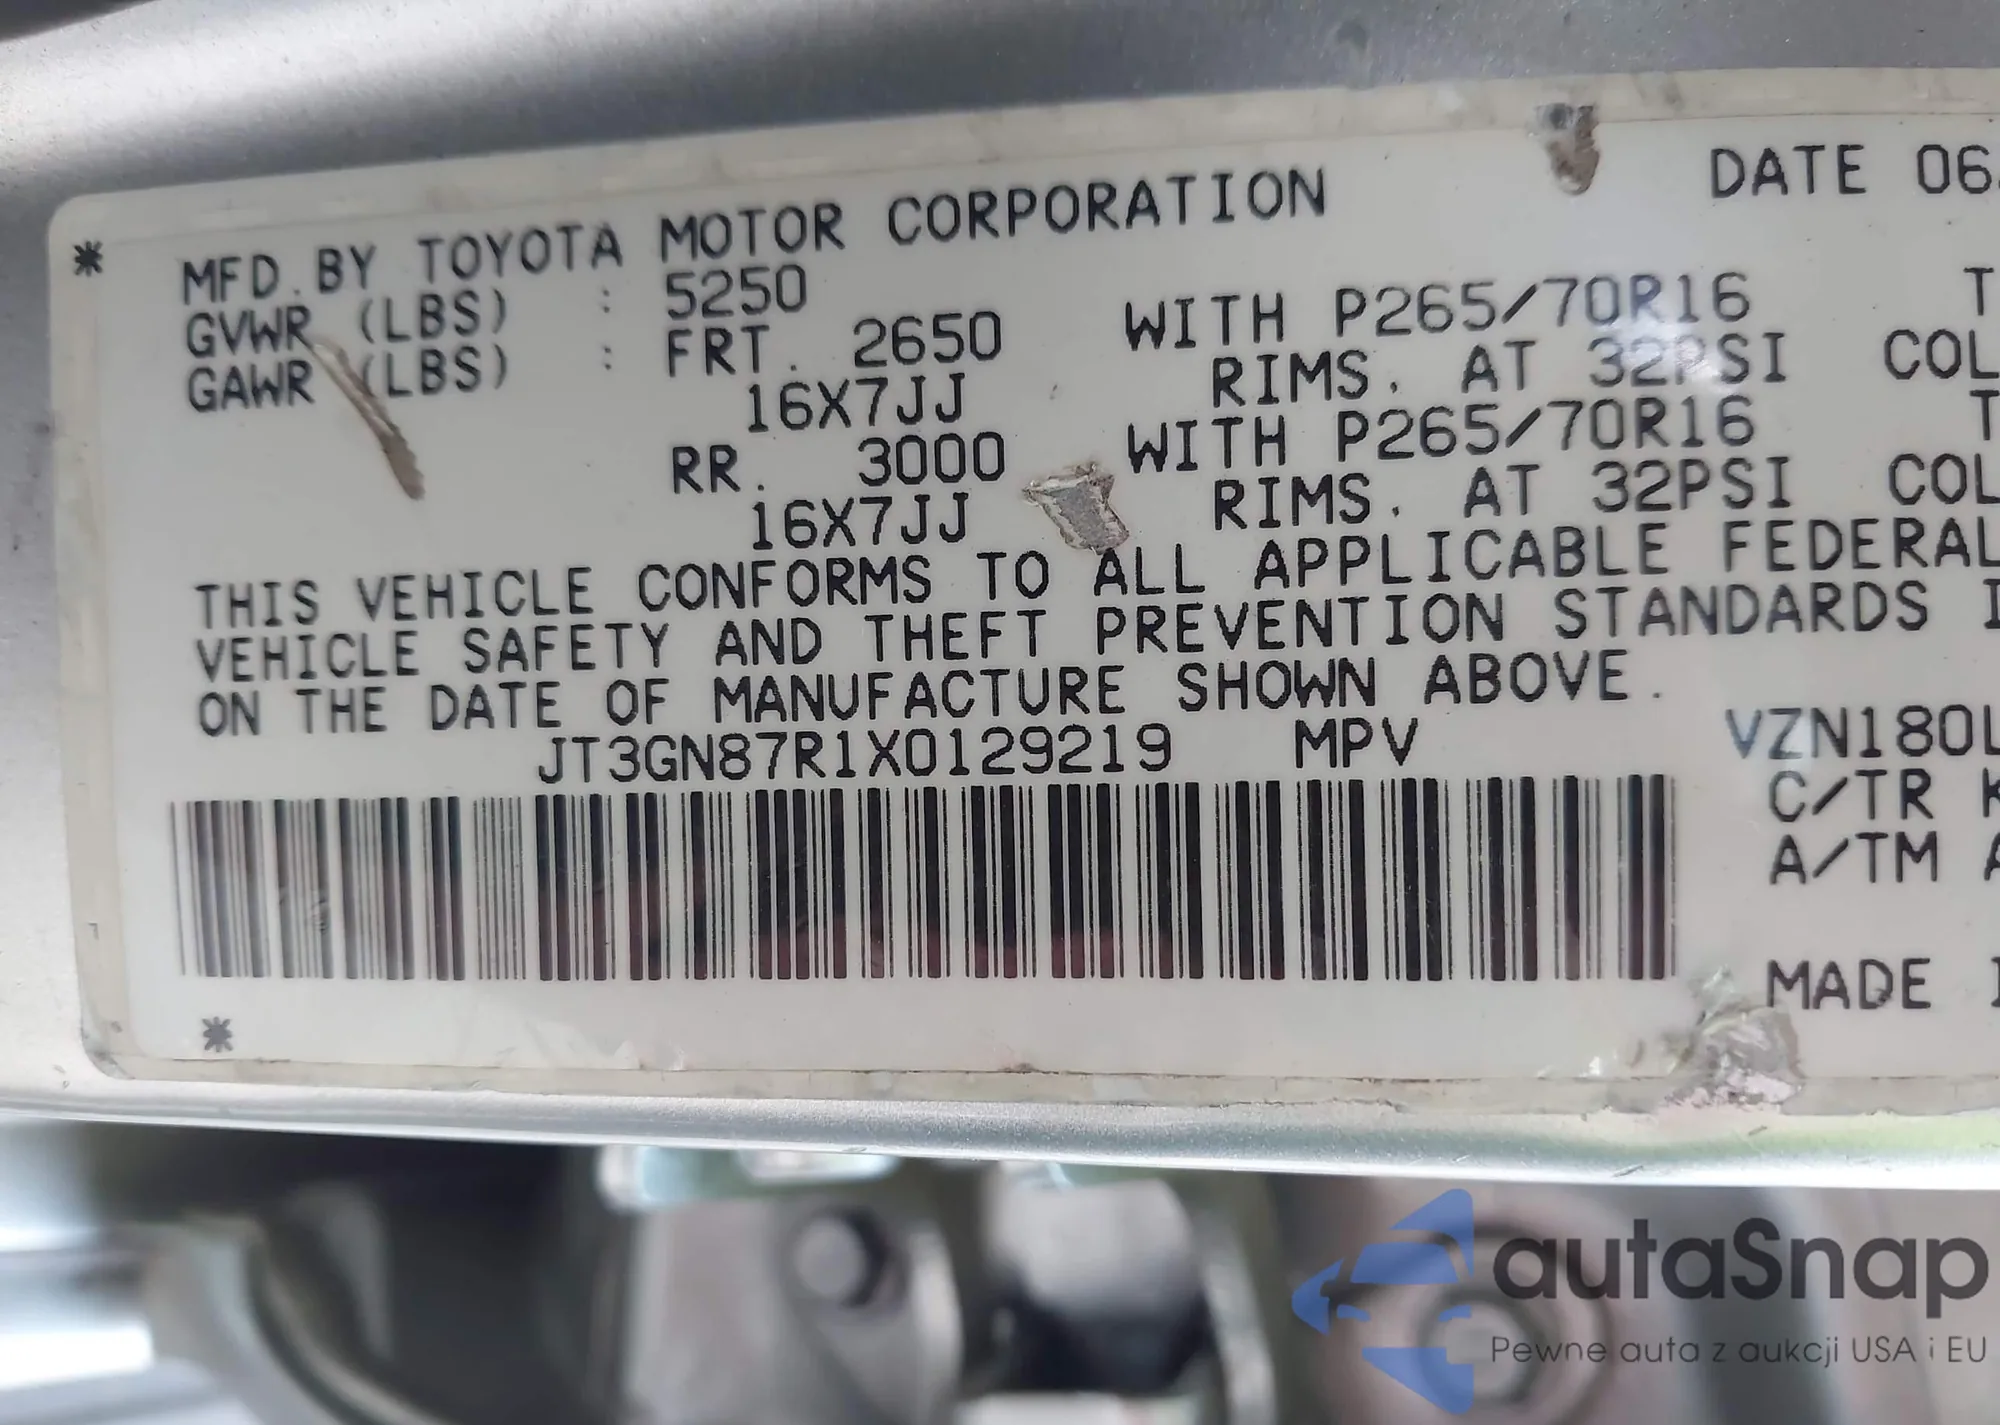 * MFD. BY TOYOTA MOTOR CORPORATION DATE 06
GVWR (LBS) : 5250
GAWR (LBS) : FRT. 2650 WITH P265/70R16 T
16X7JJ RIMS. AT 32PSI COL
RR. 3000 WITH P265/70R16 T
16X7JJ RIMS. AT 32PSI COL
THIS VEHICLE CONFORMS TO ALL APPLICABLE FEDERAL
VEHICLE SAFETY AND THEFT PREVENTION STANDARDS I
ON THE DATE OF MANUFACTURE SHOWN ABOVE.
JT3GN87R1X0129219 MPV VZN180L
C/TR K
A/TM A
MADE I
*
autaSnap
Pewne auta z aukcji USA i EU